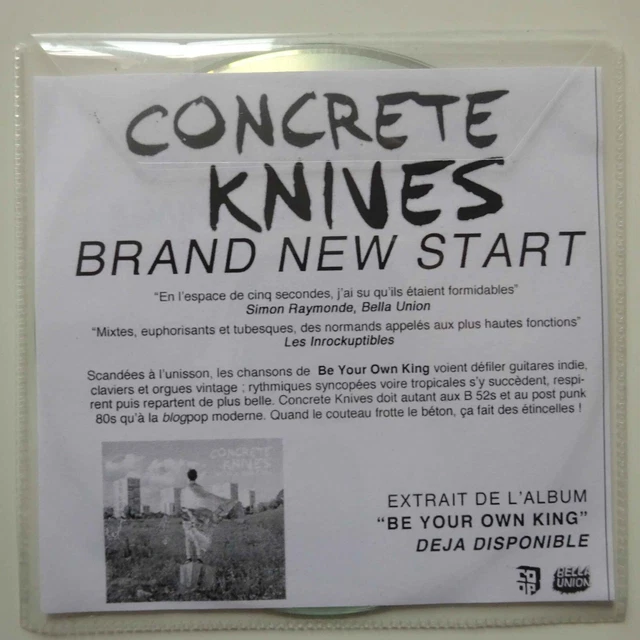 CONCRETE
KNIVES
BRAND NEW START
“En l'espace de cinq secondes, j'ai su qu'ils étaient formidables”
Simon Raymonde, Bella Union
“Mixtes, euphorisants et tubesques, des normands appelés aux plus hautes fonctions”
Les Inrockuptibles
Scandées à l'unisson, les chansons de Be Your Own King voient défiler guitares indie,
claviers et orgues vintage ; rythmiques syncopées voire tropicales s'y succèdent, respi-
rent puis repartent de plus belle. Concrete Knives doit autant aux B 52s et au post punk
80s qu'à la blogpop moderne. Quand le couteau frotte le béton, ça fait des étincelles !
CONCRETE
KNIVES
EXTRAIT DE L'ALBUM
“BE YOUR OWN KING”
DEJA DISPONIBLE
BELLA
UNION